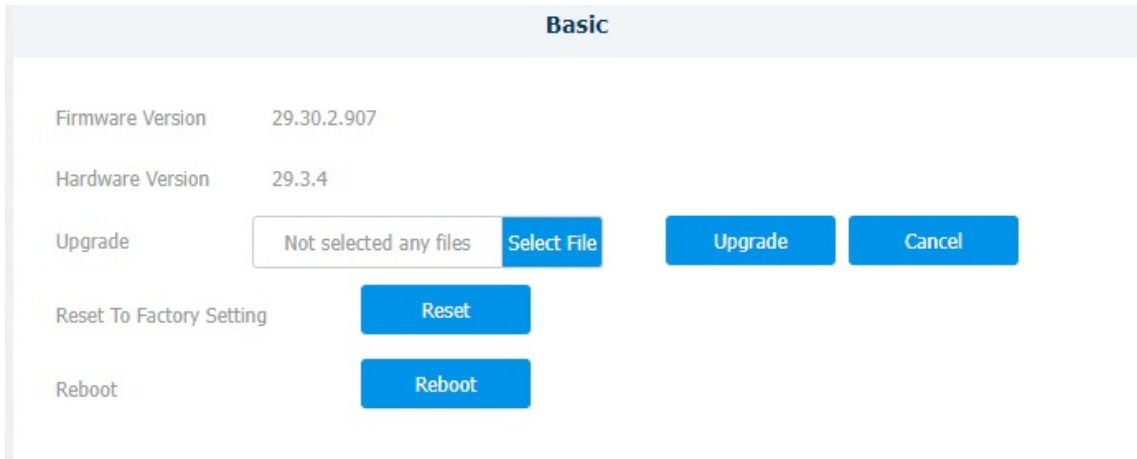 Basic
Firmware Version 29.30.2.907
Hardware Version 29.3.4
Upgrade Not selected any files Select File Upgrade Cancel
Reset To Factory Setting Reset
Reboot Reboot